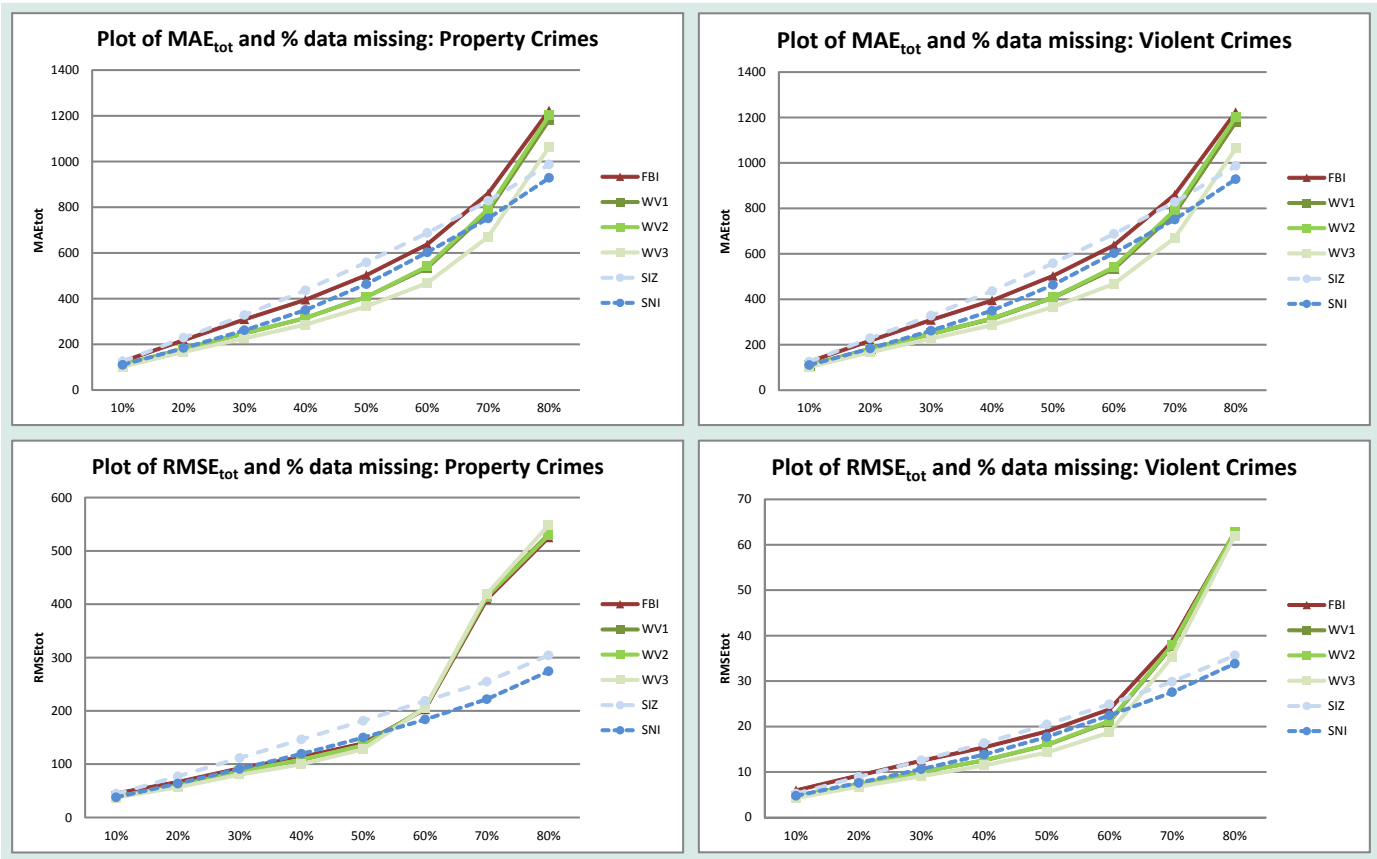 Plot of MAEtot and % data missing: Property Crimes
1400
1200
1000
800
600
400
200
0
MAEtot
10% 20% 30% 40% 50% 60% 70% 80%
FBI
WV1
WV2
WV3
SIZ
SNI
Plot of MAEtot and % data missing: Violent Crimes
1400
1200
1000
800
600
400
200
0
MAEtot
10% 20% 30% 40% 50% 60% 70% 80%
FBI
WV1
WV2
WV3
SIZ
SNI
Plot of RMSEtot and % data missing: Property Crimes
600
500
400
300
200
100
0
RMSEtot
10% 20% 30% 40% 50% 60% 70% 80%
FBI
WV1
WV2
WV3
SIZ
SNI
Plot of RMSEtot and % data missing: Violent Crimes
70
60
50
40
30
20
10
0
RMSEtot
10% 20% 30% 40% 50% 60% 70% 80%
FBI
WV1
WV2
WV3
SIZ
SNI